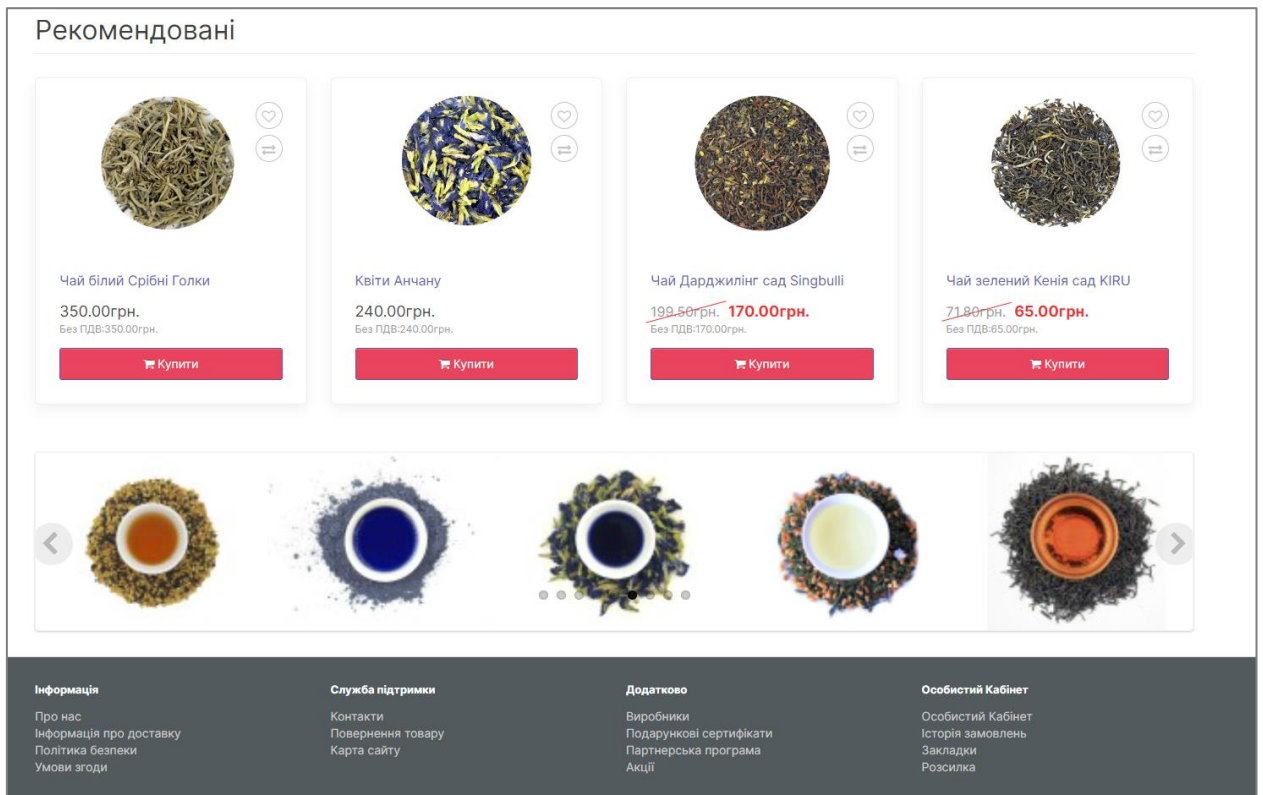 Рекомендовані
Чай білий Срібні Голки
350.00грн.
Без ПДВ:350.00грн.
Купити
Квіти Анчану
240.00грн.
Без ПДВ:240.00грн.
Купити
Чай Дарджилінг сад Singbulli
199.50грн. 170.00грн.
Без ПДВ:170.00грн.
Купити
Чай зелений Кенія сад KIRU
71.80грн. 65.00грн.
Без ПДВ:65.00грн.
Купити
Інформація
Про нас
Інформація про доставку
Політика безпеки
Умови згоди
Служба підтримки
Контакти
Повернення товару
Карта сайту
Додатково
Виробники
Подарункові сертифікати
Партнерська програма
Акції
Особистий Кабінет
Особистий Кабінет
Історія замовлень
Закладки
Розсилка